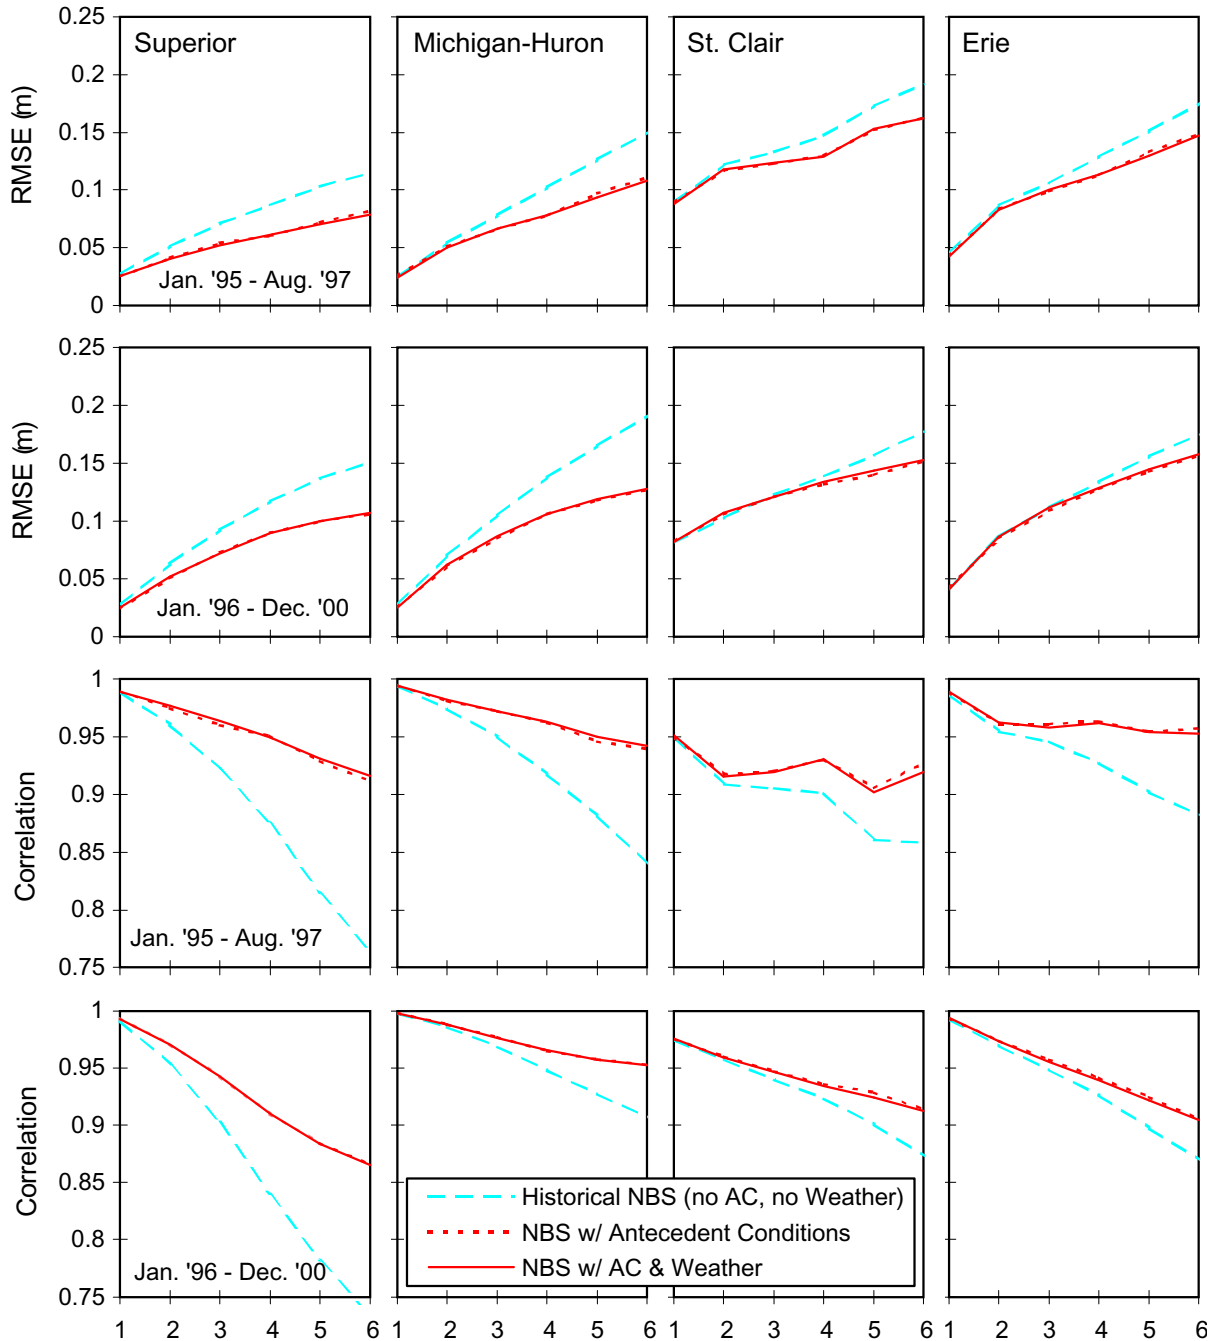 Superior
Michigan-Huron
St. Clair
Erie
RMSE (m)
0.25
0.2
0.15
0.1
0.05
0
Jan. '95 - Aug. '97
RMSE (m)
0.25
0.2
0.15
0.1
0.05
0
Jan. '96 - Dec. '00
Correlation
1
0.95
0.9
0.85
0.8
0.75
Jan. '95 - Aug. '97
Correlation
1
0.95
0.9
0.85
0.8
0.75
Jan. '96 - Dec. '00
Historical NBS (no AC, no Weather)
NBS w/ Antecedent Conditions
NBS w/ AC & Weather
1 2 3 4 5 6 1 2 3 4 5 6 1 2 3 4 5 6 1 2 3 4 5 6